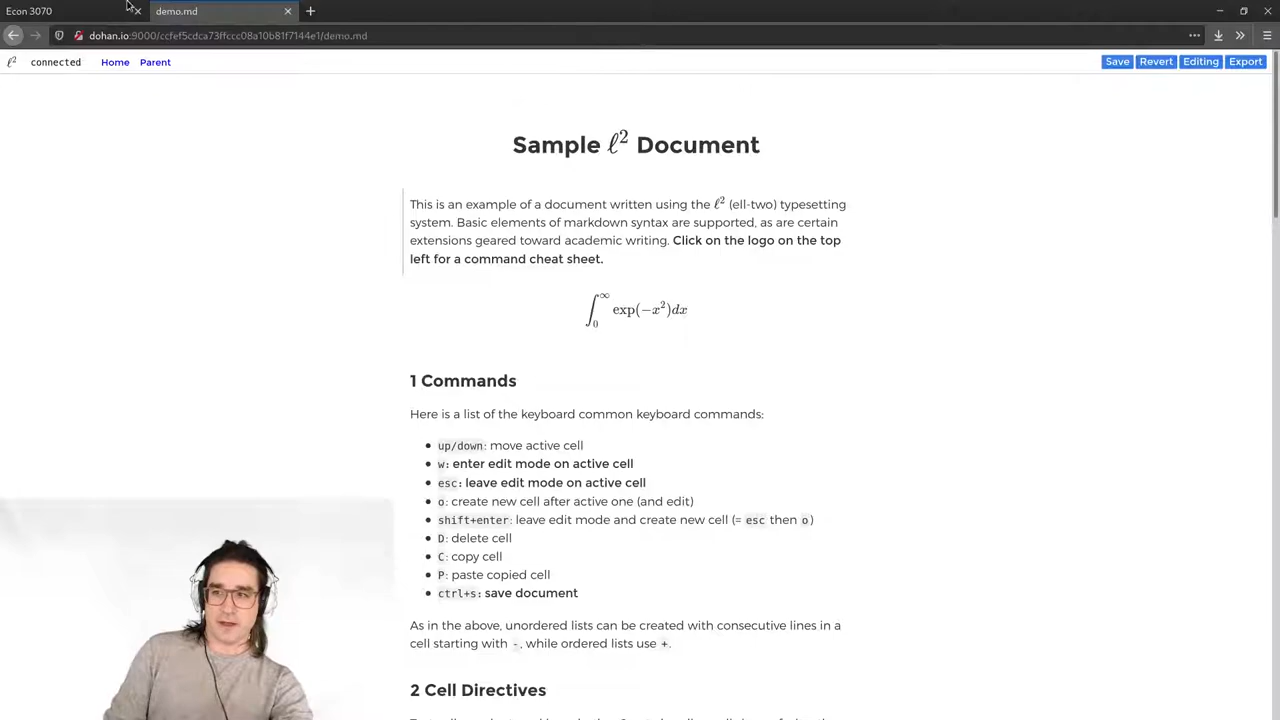 Econ 3070
demo.md
dohan.io:9000/ccfef5cdca73ffccc08a10b81f7144e1/demo.md
ℓ² connected Home Parent Save Revert Editing Export
Sample ℓ² Document
This is an example of a document written using the ℓ² (ell-two) typesetting
system. Basic elements of markdown syntax are supported, as are certain
extensions geared toward academic writing. Click on the logo on the top
left for a command cheat sheet.
∫₀^∞ exp(−x²)dx
1 Commands
Here is a list of the keyboard common keyboard commands:
• up/down: move active cell
• w: enter edit mode on active cell
• esc: leave edit mode on active cell
• o: create new cell after active one (and edit)
• shift+enter: leave edit mode and create new cell (= esc then o)
• D: delete cell
• C: copy cell
• P: paste copied cell
• ctrl+s: save document
As in the above, unordered lists can be created with consecutive lines in a
cell starting with -, while ordered lists use +.
2 Cell Directives